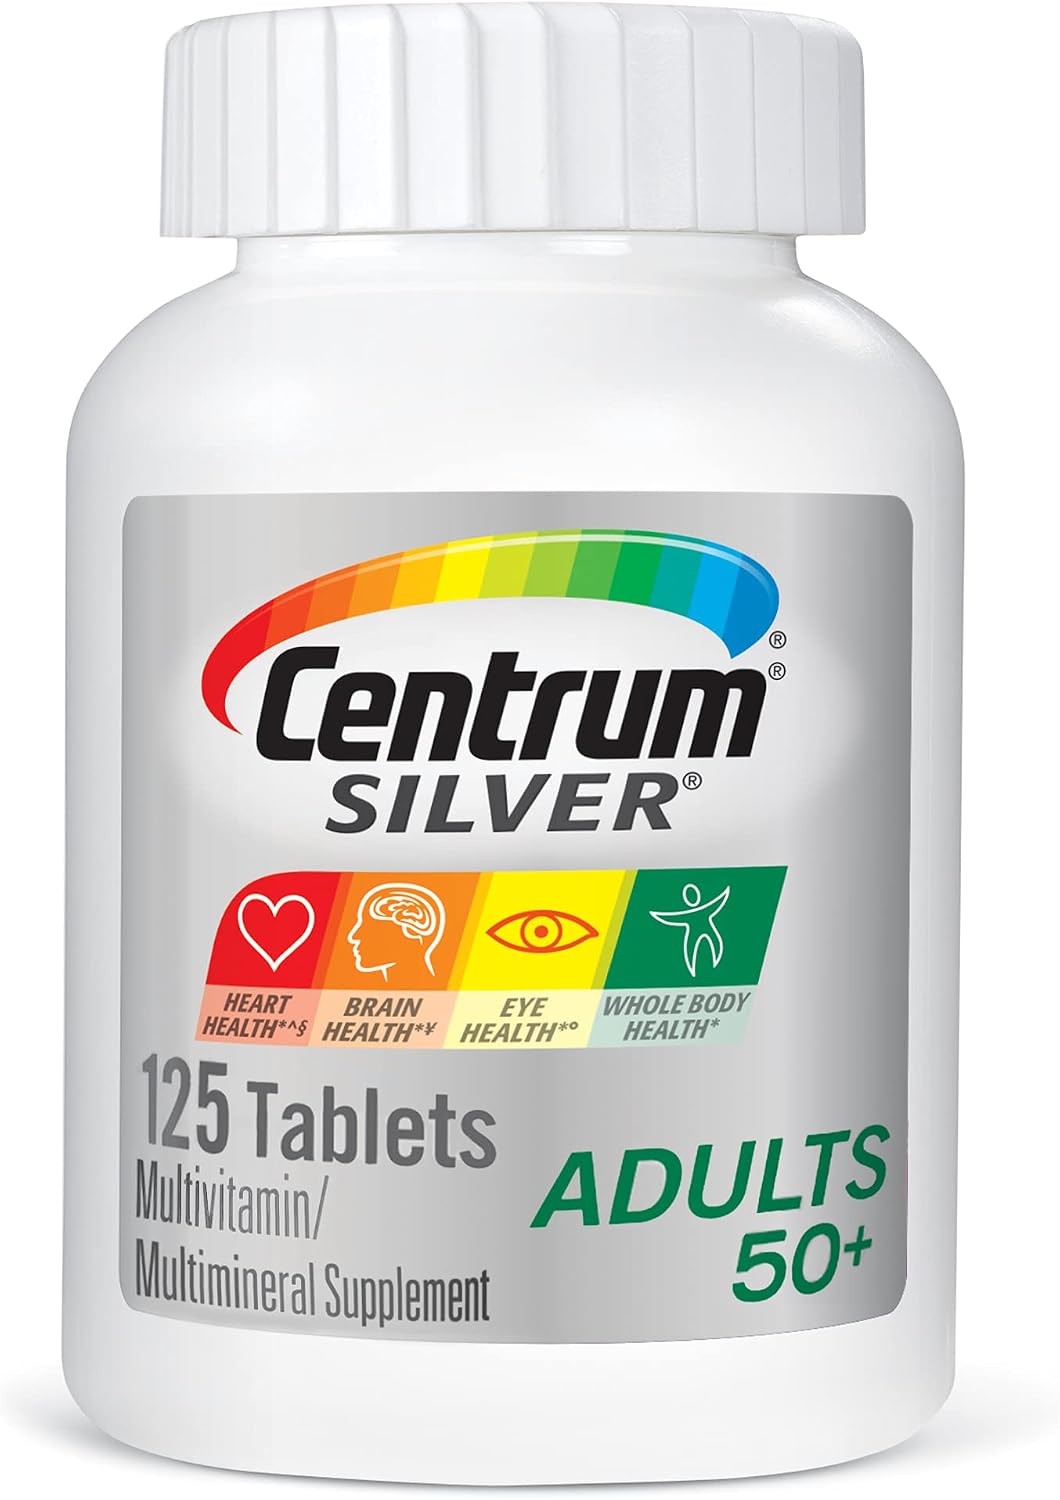 Centrum®
®
SILVER®
HEART
HEALTH*^§
BRAIN
HEALTH*¥
EYE
HEALTH*°
WHOLE BODY
HEALTH*
125 Tablets
Multivitamin/
Multimineral Supplement
ADULTS
50+